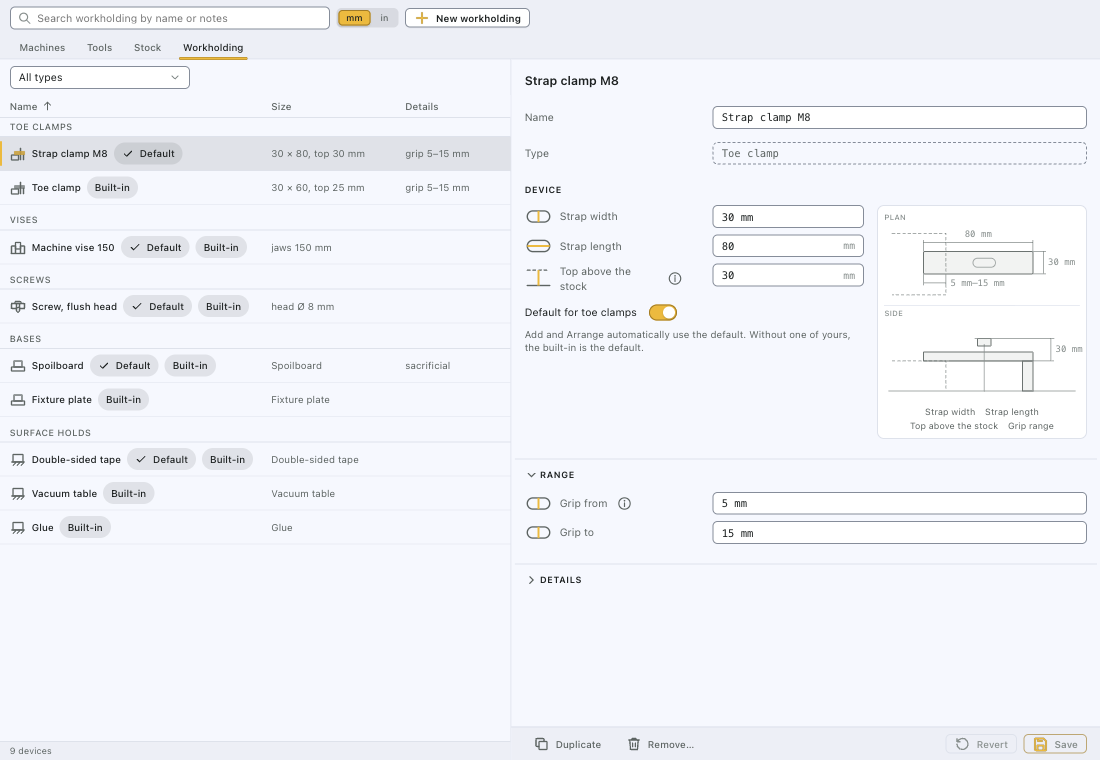 Search workholding by name or notes
mm in
New workholding
Machines Tools Stock Workholding
All types
Name Size Details
TOE CLAMPS
Strap clamp M8 Default 30 × 80, top 30 mm grip 5–15 mm
Toe clamp Built-in 30 × 60, top 25 mm grip 5–15 mm
VISES
Machine vise 150 Default Built-in jaws 150 mm
SCREWS
Screw, flush head Default Built-in head Ø 8 mm
BASES
Spoilboard Default Built-in Spoilboard sacrificial
Fixture plate Built-in Fixture plate
SURFACE HOLDS
Double-sided tape Default Built-in Double-sided tape
Vacuum table Built-in Vacuum table
Glue Built-in Glue
9 devices
Strap clamp M8
Name Strap clamp M8
Type Toe clamp
DEVICE
Strap width 30 mm
Strap length 80 mm
Top above the
stock
30 mm
Default for toe clamps
Add and Arrange automatically use the default. Without one of yours,
the built-in is the default.
PLAN
80 mm
30 mm
5 mm–15 mm
SIDE
30 mm
Strap width Strap length
Top above the stock Grip range
RANGE
Grip from 5 mm
Grip to 15 mm
DETAILS
Duplicate Remove... Revert Save